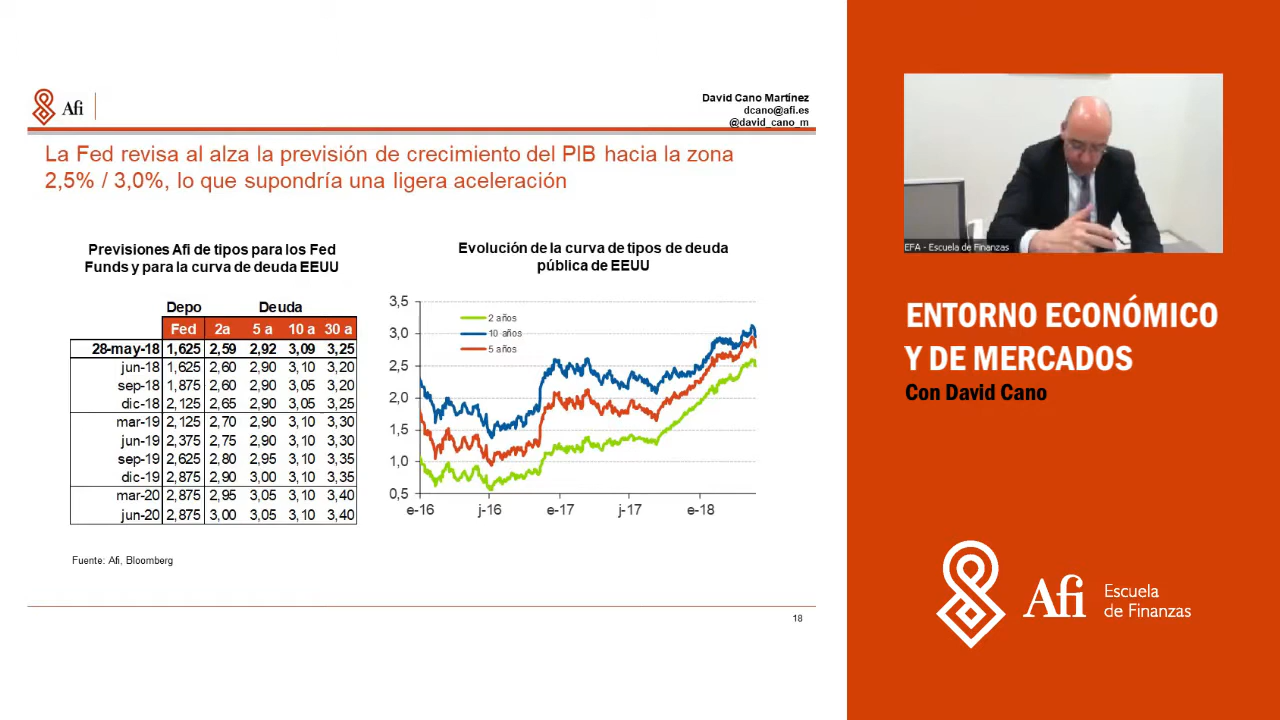 Afi
David Cano Martínez
dcano@afi.es
@david_cano_m
La Fed revisa al alza la previsión de crecimiento del PIB hacia la zona
2,5% / 3,0%, lo que supondría una ligera aceleración
Previsiones Afi de tipos para los Fed
Funds y para la curva de deuda EEUU
Depo Deuda
Fed 2a 5 a 10 a 30 a
28-may-18 1,625 2,59 2,92 3,09 3,25
jun-18 1,625 2,60 2,90 3,10 3,20
sep-18 1,875 2,60 2,90 3,05 3,20
dic-18 2,125 2,65 2,90 3,05 3,25
mar-19 2,125 2,70 2,90 3,10 3,30
jun-19 2,375 2,75 2,90 3,10 3,30
sep-19 2,625 2,80 2,95 3,10 3,35
dic-19 2,875 2,90 3,00 3,10 3,35
mar-20 2,875 2,95 3,05 3,10 3,40
jun-20 2,875 3,00 3,05 3,10 3,40
Evolución de la curva de tipos de deuda
pública de EEUU
3,5
3,0
2,5
2,0
1,5
1,0
0,5
2 años
10 años
5 años
e-16 j-16 e-17 j-17 e-18
Fuente: Afi, Bloomberg
18
EFA - Escuela de Finanzas
ENTORNO ECONÓMICO
Y DE MERCADOS
Con David Cano
Afi
Escuela
de Finanzas